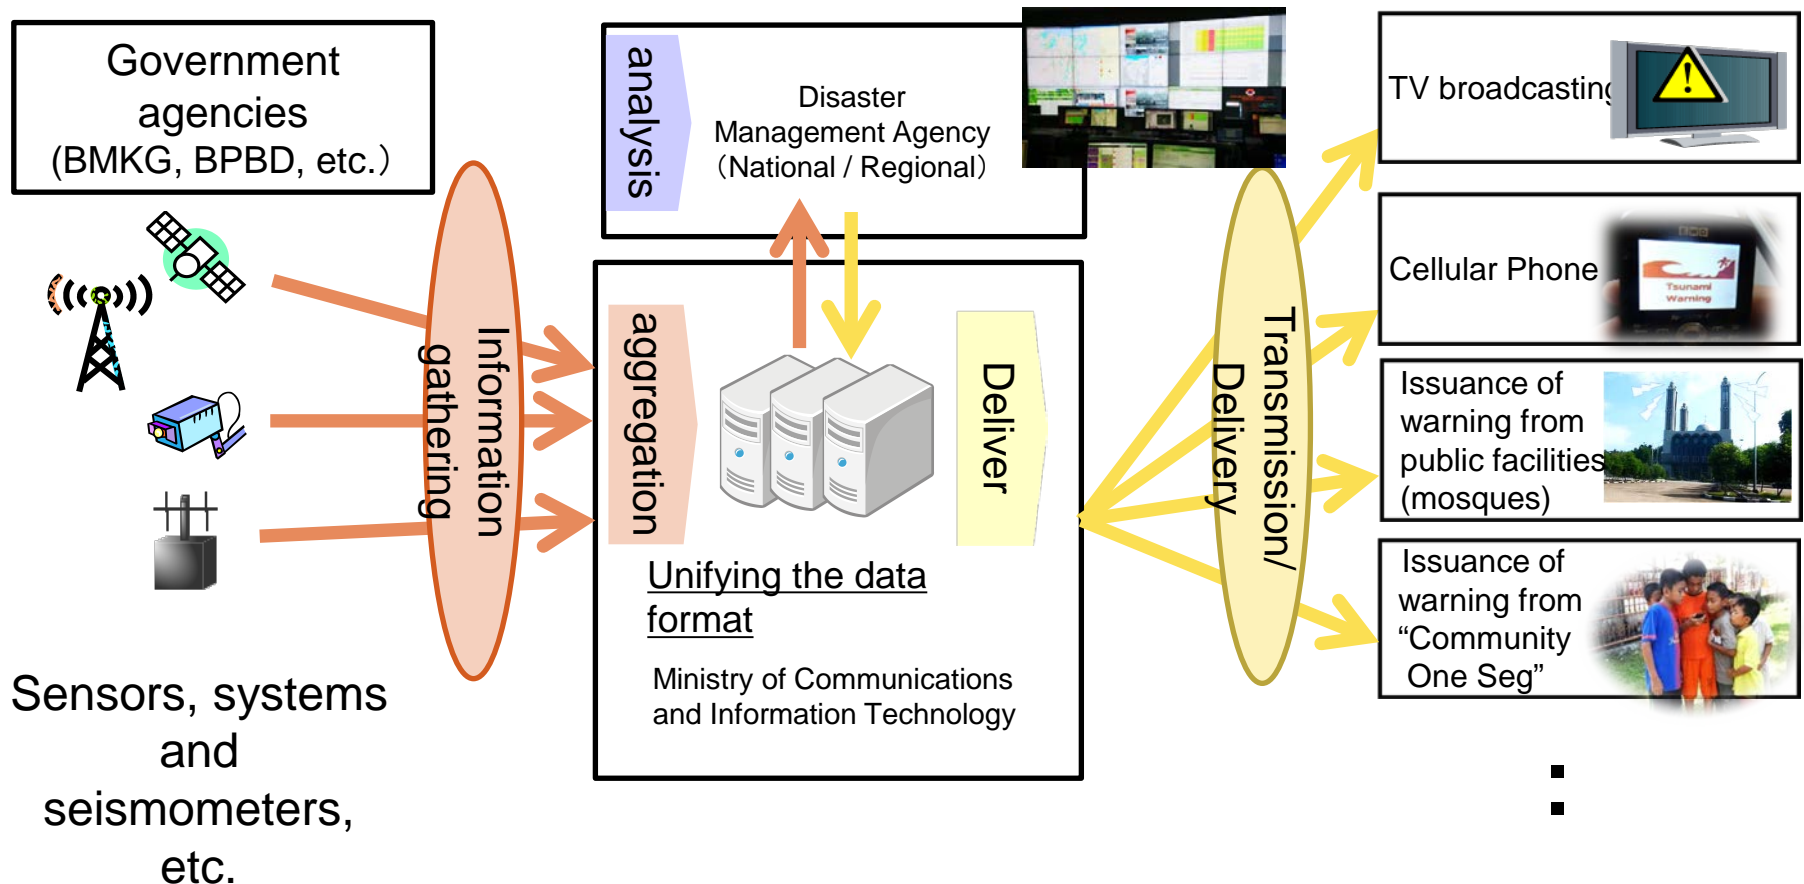 Government
agencies
(BMKG, BPBD, etc.）
Sensors, systems
and
seismometers,
etc.
Information
gathering
analysis
Disaster
Management Agency
（National / Regional）
aggregation
Deliver
Unifying the data
format
Ministry of Communications
and Information Technology
Transmission/
Delivery
TV broadcasting
!
Cellular Phone
Tsunami
Warning
Issuance of
warning from
public facilities
(mosques)
Issuance of
warning from
“Community
One Seg”